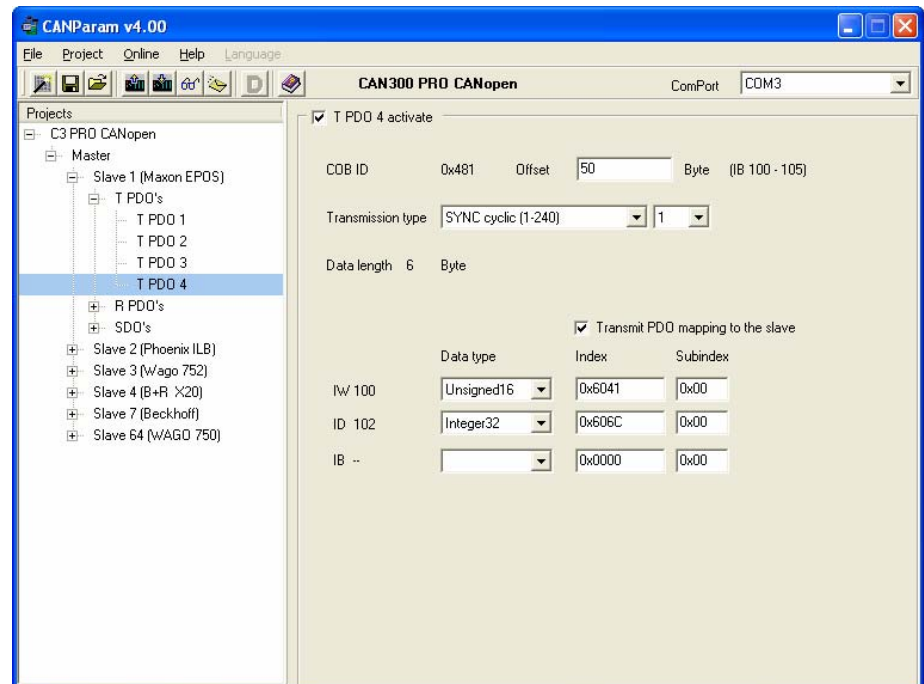 CANParam v4.00
File Project Online Help Language
CAN300 PRO CANopen ComPort COM3
Projects
C3 PRO CANopen
Master
Slave 1 (Maxon EPOS)
T PDO's
T PDO 1
T PDO 2
T PDO 3
T PDO 4
R PDO's
SDO's
Slave 2 (Phoenix ILB)
Slave 3 (Wago 752)
Slave 4 (B+R X20)
Slave 7 (Beckhoff)
Slave 64 (WAGO 750)
T PDO 4 activate
COB ID 0x481 Offset 50 Byte (IB 100 - 105)
Transmission type SYNC cyclic (1-240) 1
Data length 6 Byte
Transmit PDO mapping to the slave
Data type Index Subindex
IW 100 Unsigned16 0x6041 0x00
ID 102 Integer32 0x606C 0x00
IB -- 0x0000 0x00